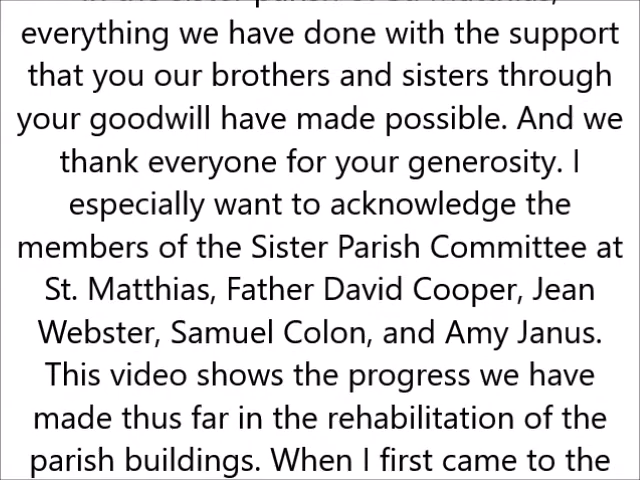 everything we have done with the support
that you our brothers and sisters through
your goodwill have made possible. And we
thank everyone for your generosity. I
especially want to acknowledge the
members of the Sister Parish Committee at
St. Matthias, Father David Cooper, Jean
Webster, Samuel Colon, and Amy Janus.
This video shows the progress we have
made thus far in the rehabilitation of the
parish buildings. When I first came to the